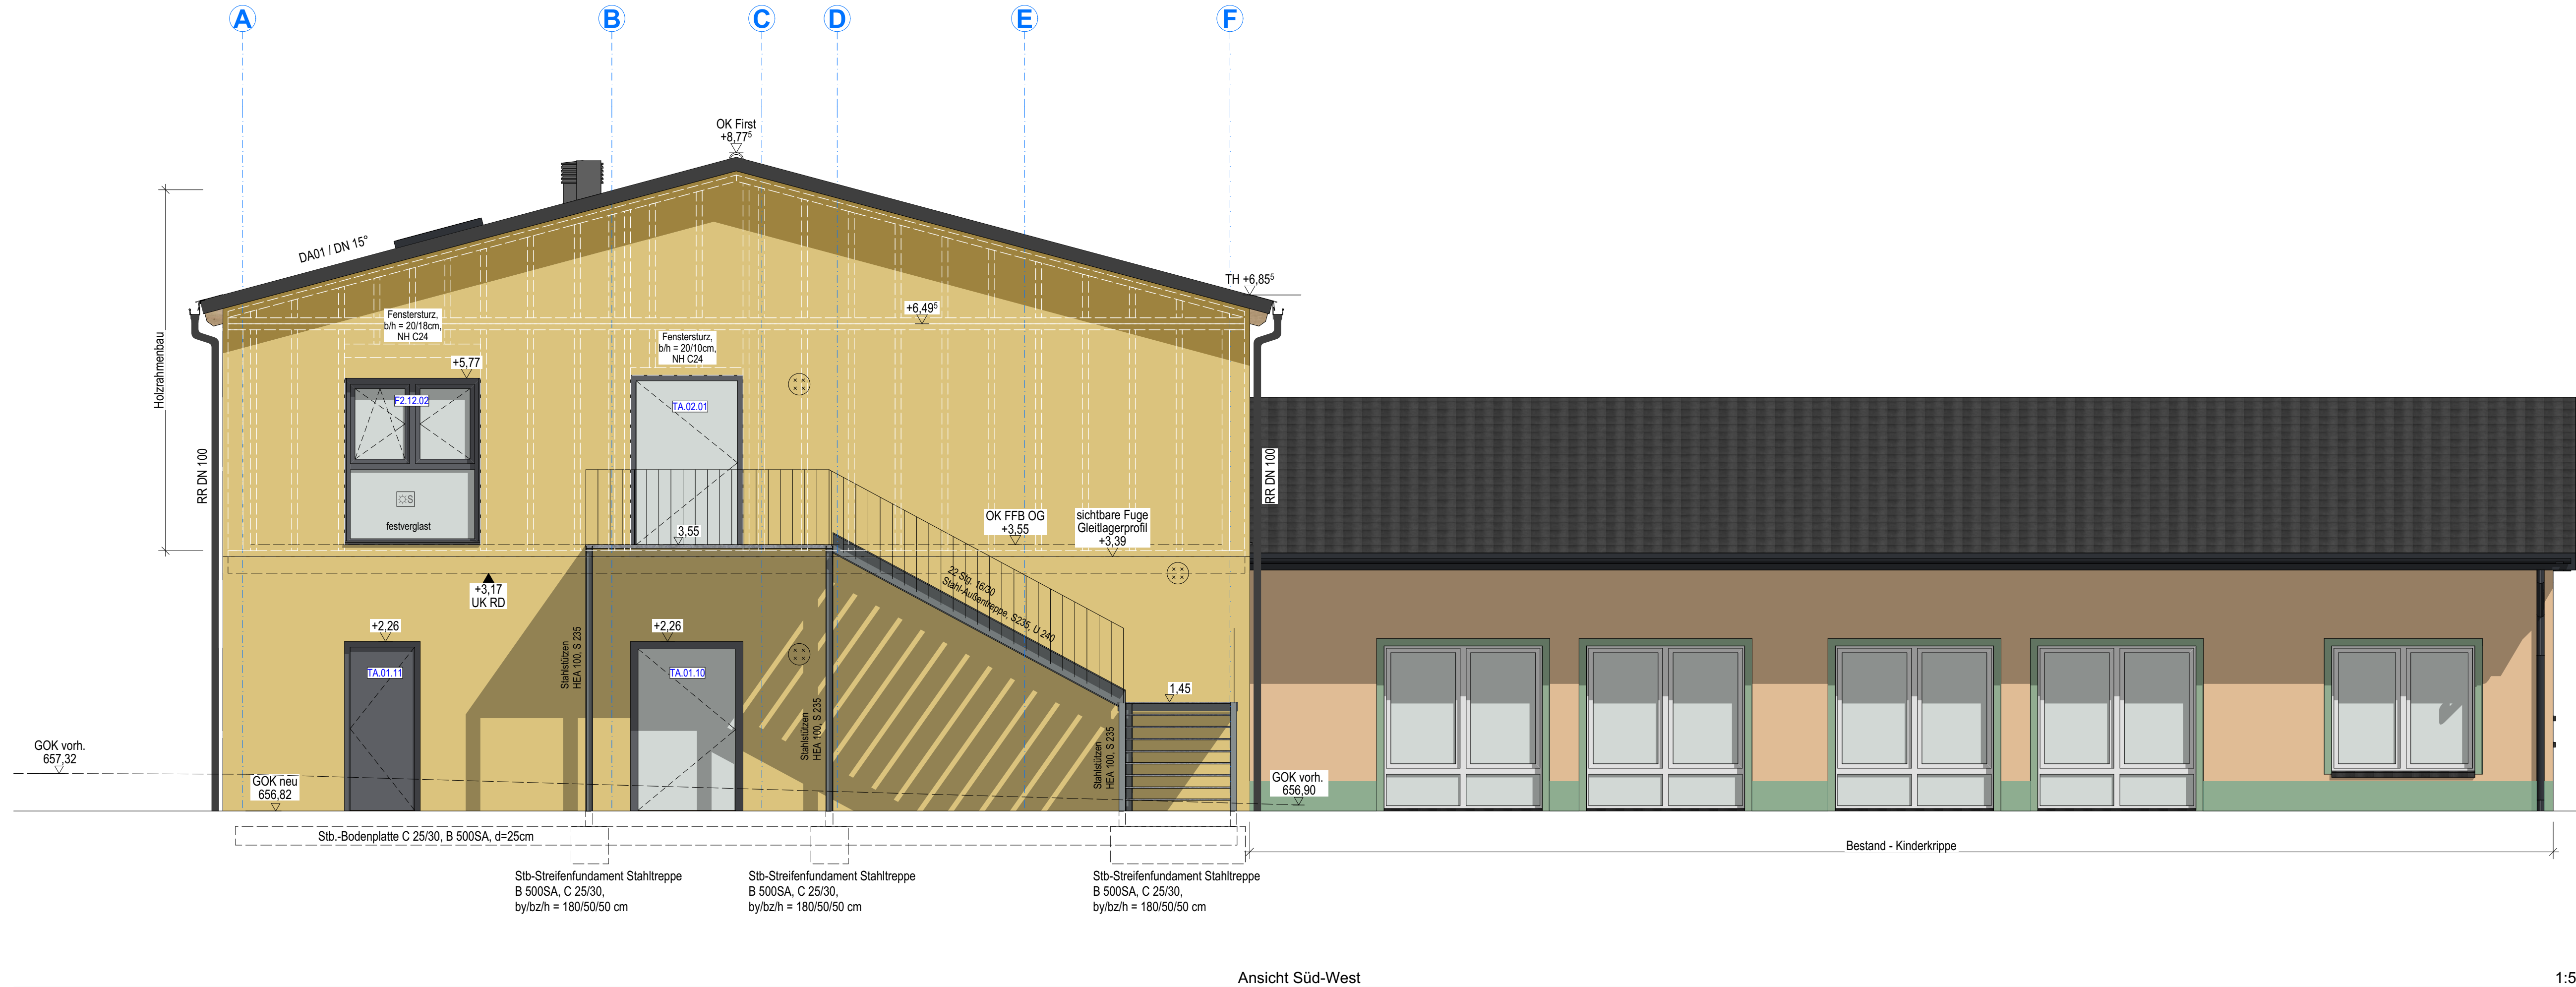 A
B
C
D
E
F
OK First
+8,77⁵
DA01 / DN 15°
TH +6,85⁵
+6,49⁵
Fenstersturz,
b/h = 20/18cm,
NH C24
Fenstersturz,
b/h = 20/10cm,
NH C24
Holzrahmenbau
+5,77
F2.12.02
TA.02.01
RR DN 100
RR DN 100
S
festverglast
3,55
OK FFB OG
+3,55
sichtbare Fuge
Gleitlagerprofil
+3,39
+3,17
UK RD
22 Stg. 16/30
Stahl-Außentreppe, S235, U 240
+2,26
+2,26
TA.01.11
TA.01.10
Stahlstützen
HEA 100, S 235
Stahlstützen
HEA 100, S 235
Stahlstützen
HEA 100, S 235
1,45
GOK vorh.
657,32
GOK neu
656,82
GOK vorh.
656,90
Stb.-Bodenplatte C 25/30, B 500SA, d=25cm
Bestand - Kinderkrippe
Stb-Streifenfundament Stahltreppe
B 500SA, C 25/30,
by/bz/h = 180/50/50 cm
Stb-Streifenfundament Stahltreppe
B 500SA, C 25/30,
by/bz/h = 180/50/50 cm
Stb-Streifenfundament Stahltreppe
B 500SA, C 25/30,
by/bz/h = 180/50/50 cm
Ansicht Süd-West
1:5